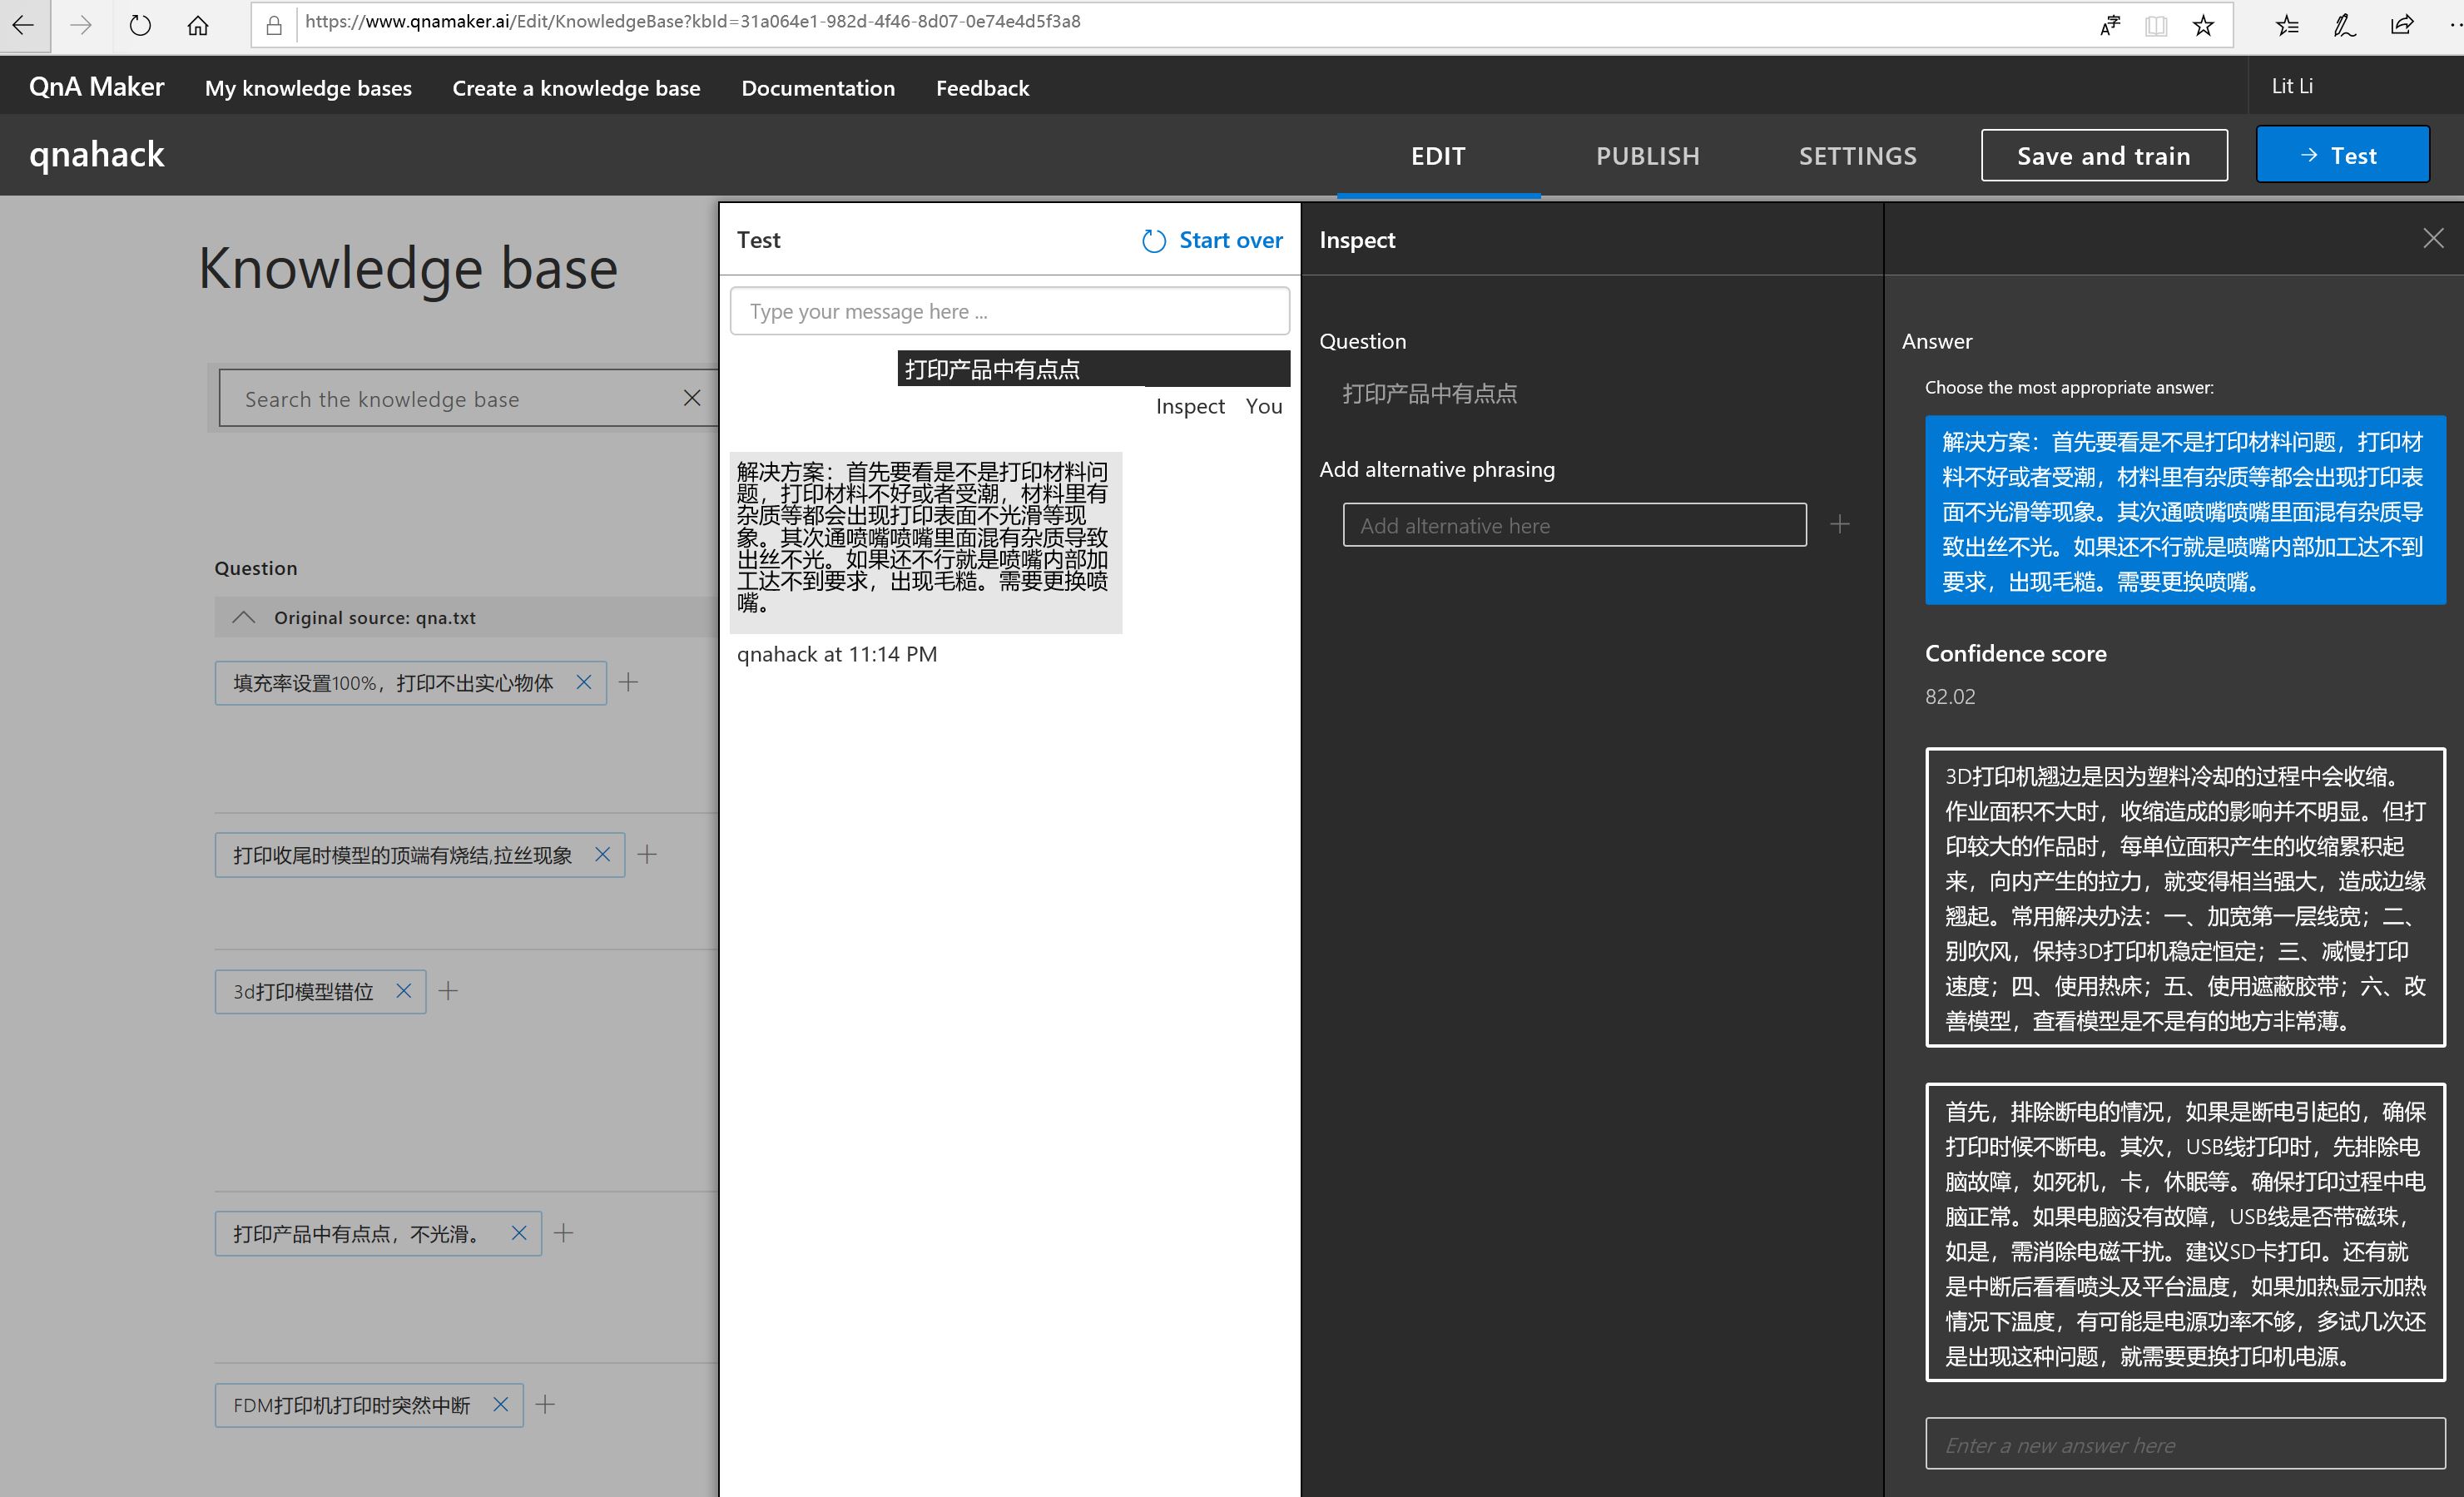 https://www.qnamaker.ai/Edit/KnowledgeBase?kbId=31a064e1-982d-4f46-8d07-0e74e4d5f3a8
QnA Maker My knowledge bases Create a knowledge base Documentation Feedback Lit Li
qnahack EDIT PUBLISH SETTINGS Save and train → Test
Knowledge base
Search the knowledge base
Question
Original source: qna.txt
填充率设置100%，打印不出实心物体
打印收尾时模型的顶端有烧结,拉丝现象
3d打印模型错位
打印产品中有点点，不光滑。
FDM打印机打印时突然中断
Test Start over
Type your message here ...
打印产品中有点点
Inspect You
解决方案：首先要看是不是打印材料问
题，打印材料不好或者受潮，材料里有
杂质等都会出现打印表面不光滑等现
象。其次通喷嘴喷嘴里面混有杂质导致
出丝不光。如果还不行就是喷嘴内部加
工达不到要求，出现毛糙。需要更换喷
嘴。
qnahack at 11:14 PM
Inspect
Question
打印产品中有点点
Add alternative phrasing
Add alternative here
Answer
Choose the most appropriate answer:
解决方案：首先要看是不是打印材料问题，打印材
料不好或者受潮，材料里有杂质等都会出现打印表
面不光滑等现象。其次通喷嘴喷嘴里面混有杂质导
致出丝不光。如果还不行就是喷嘴内部加工达不到
要求，出现毛糙。需要更换喷嘴。
Confidence score
82.02
3D打印机翘边是因为塑料冷却的过程中会收缩。
作业面积不大时，收缩造成的影响并不明显。但打
印较大的作品时，每单位面积产生的收缩累积起
来，向内产生的拉力，就变得相当强大，造成边缘
翘起。常用解决办法：一、加宽第一层线宽；二、
别吹风，保持3D打印机稳定恒定；三、减慢打印
速度；四、使用热床；五、使用遮蔽胶带；六、改
善模型，查看模型是不是有的地方非常薄。
首先，排除断电的情况，如果是断电引起的，确保
打印时候不断电。其次，USB线打印时，先排除电
脑故障，如死机，卡，休眠等。确保打印过程中电
脑正常。如果电脑没有故障，USB线是否带磁珠，
如是，需消除电磁干扰。建议SD卡打印。还有就
是中断后看看喷头及平台温度，如果加热显示加热
情况下温度，有可能是电源功率不够，多试几次还
是出现这种问题，就需要更换打印机电源。
Enter a new answer here